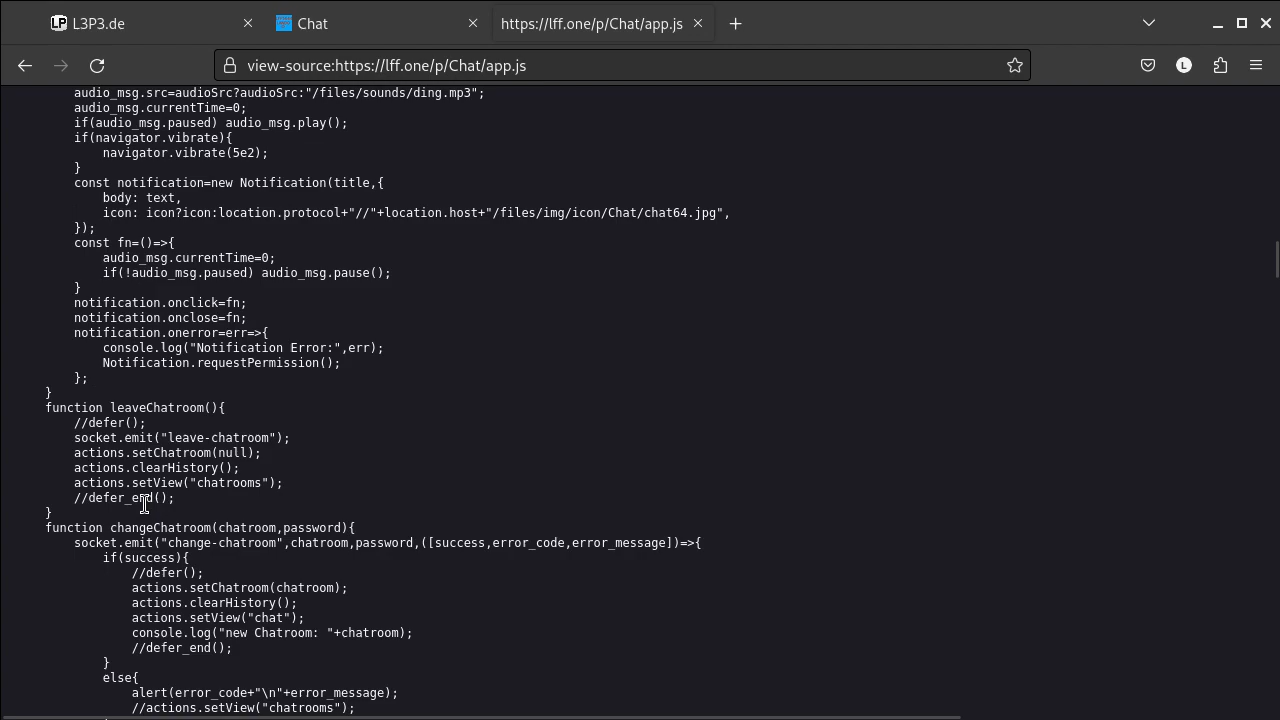 L3P3.de
Chat
https://lff.one/p/Chat/app.js
view-source:https://lff.one/p/Chat/app.js
L
audio_msg.src=audioSrc?audioSrc:"/files/sounds/ding.mp3";
audio_msg.currentTime=0;
if(audio_msg.paused) audio_msg.play();
if(navigator.vibrate){
navigator.vibrate(5e2);
}
const notification=new Notification(title,{
body: text,
icon: icon?icon:location.protocol+"//"+location.host+"/files/img/icon/Chat/chat64.jpg",
});
const fn=()=>{
audio_msg.currentTime=0;
if(!audio_msg.paused) audio_msg.pause();
}
notification.onclick=fn;
notification.onclose=fn;
notification.onerror=err=>{
console.log("Notification Error:",err);
Notification.requestPermission();
};
}
function leaveChatroom(){
//defer();
socket.emit("leave-chatroom");
actions.setChatroom(null);
actions.clearHistory();
actions.setView("chatrooms");
//defer_end();
}
function changeChatroom(chatroom,password){
socket.emit("change-chatroom",chatroom,password,([success,error_code,error_message])=>{
if(success){
//defer();
actions.setChatroom(chatroom);
actions.clearHistory();
actions.setView("chat");
console.log("new Chatroom: "+chatroom);
//defer_end();
}
else{
alert(error_code+"\n"+error_message);
//actions.setView("chatrooms");